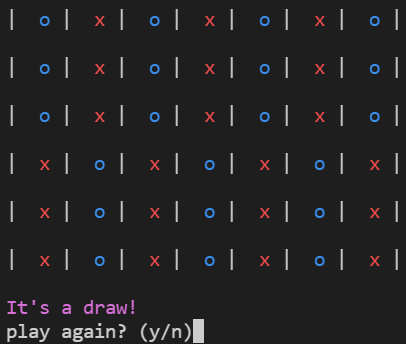 | o | x | o | x | o | x | o |
| o | x | o | x | o | x | o |
| o | x | o | x | o | x | o |
| x | o | x | o | x | o | x |
| x | o | x | o | x | o | x |
| x | o | x | o | x | o | x |
It's a draw!
play again? (y/n)